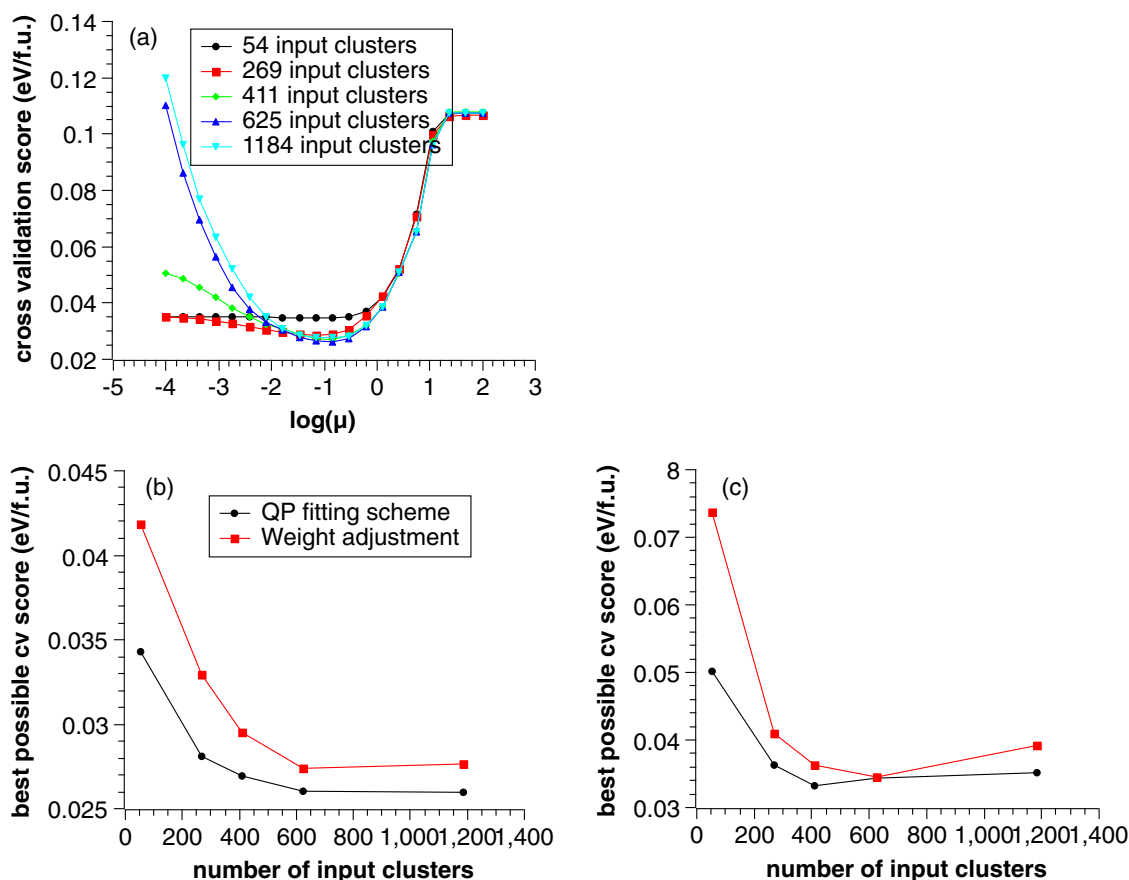 (a)
54 input clusters
269 input clusters
411 input clusters
625 input clusters
1184 input clusters
cross validation score (eV/f.u.)
0.14
0.12
0.1
0.08
0.06
0.04
0.02
-5 -4 -3 -2 -1 0 1 2 3
log(μ)
(b)
QP fitting scheme
Weight adjustment
best possible cv score (eV/f.u.)
0.045
0.04
0.035
0.03
0.025
0 200 400 600 800 1,000 1,200 1,400
number of input clusters
(c)
best possible cv score (eV/f.u.)
8
0.07
0.06
0.05
0.04
0.03
0 200 400 600 800 1,000 1,200 1,400
number of input clusters